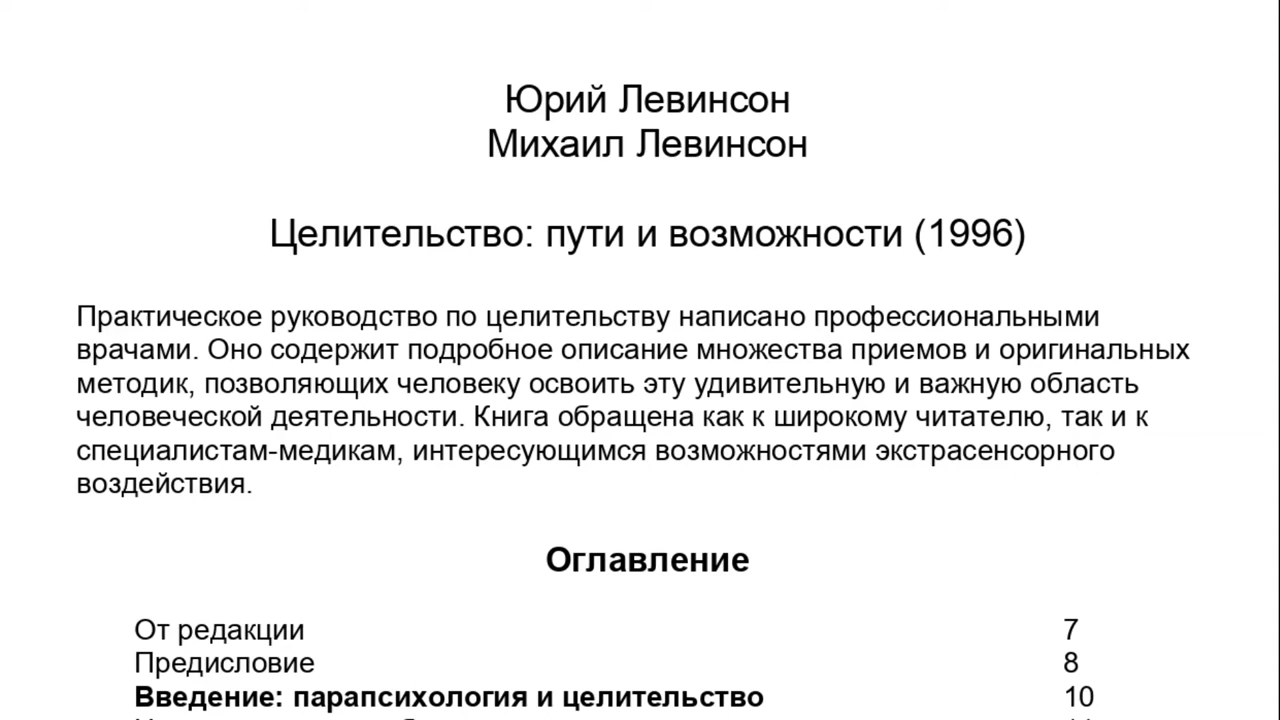 Юрий Левинсон
Михаил Левинсон
Целительство: пути и возможности (1996)
Практическое руководство по целительству написано профессиональными
врачами. Оно содержит подробное описание множества приемов и оригинальных
методик, позволяющих человеку освоить эту удивительную и важную область
человеческой деятельности. Книга обращена как к широкому читателю, так и к
специалистам-медикам, интересующимся возможностями экстрасенсорного
воздействия.
Оглавление
От редакции 7
Предисловие 8
Введение: парапсихология и целительство 10